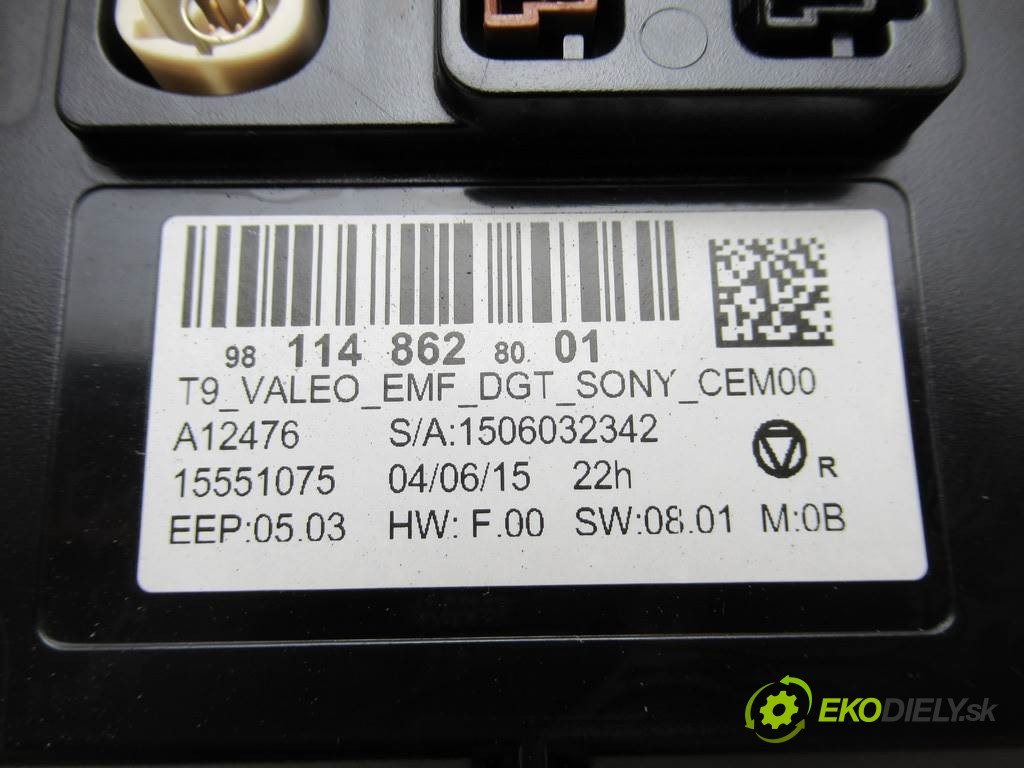 98 114 862 80 01
T9_VALEO_EMF_DGT_SONY_CEM00
A12476 S/A:1506032342
15551075 04/06/15 22h
R
EEP:05.03 HW: F.00 SW:08.01 M:0B
EKODIELY.sk